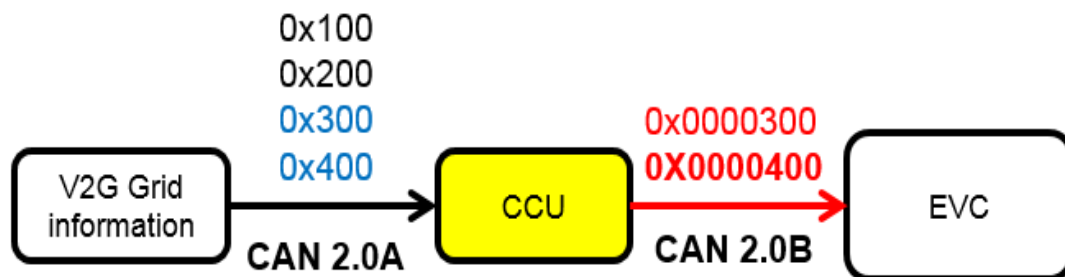 0x100
0x200
0x300
0x400
V2G Grid
information
CAN 2.0A
CCU
0x0000300
0X0000400
CAN 2.0B
EVC